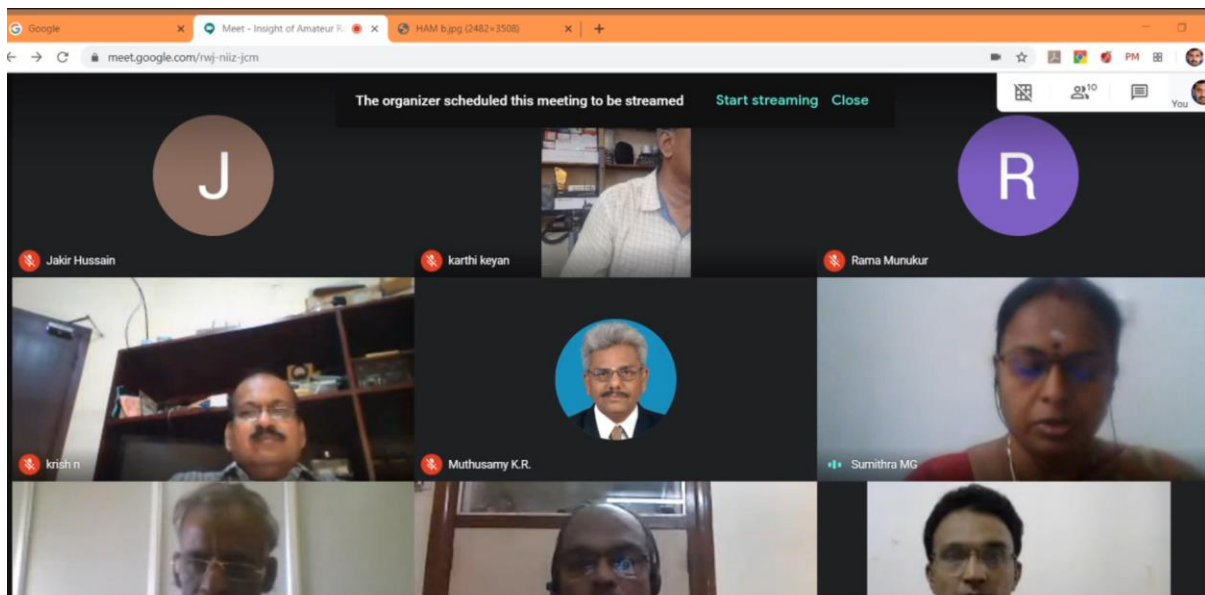 Google
Meet - Insight of Amateur
HAM b.jpg (2482×3508)
meet.google.com/rwj-niiz-jcm
PM
The organizer scheduled this meeting to be streamed Start streaming Close
10
You
J
R
Jakir Hussain
karthi keyan
Rama Munukur
krish n
Muthusamy K.R.
Sumithra MG